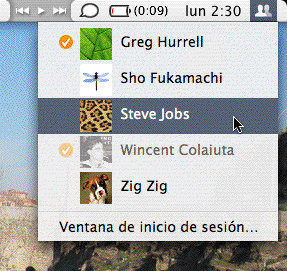 (0:09) lun 2:30
Greg Hurrell
Sho Fukamachi
Steve Jobs
Wincent Colaiuta
Zig Zig
Ventana de inicio de sesión...